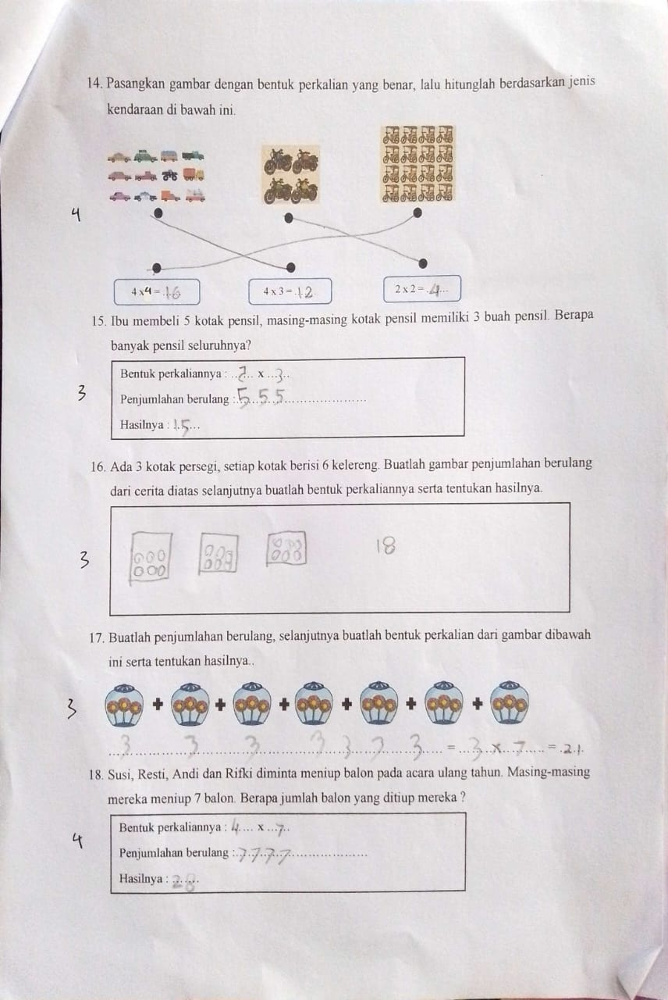 14. Pasangkan gambar dengan bentuk perkalian yang benar, lalu hitunglah berdasarkan jenis
kendaraan di bawah ini.
4
4 x 4 = .16
4 x 3 = .12
2 x 2 = .4...
15. Ibu membeli 5 kotak pensil, masing-masing kotak pensil memiliki 3 buah pensil. Berapa
banyak pensil seluruhnya?
3
Bentuk perkaliannya : ..... x ...3..
Penjumlahan berulang :.5..5.5......................
Hasilnya : 15...
16. Ada 3 kotak persegi, setiap kotak berisi 6 kelereng. Buatlah gambar penjumlahan berulang
dari cerita diatas selanjutnya buatlah bentuk perkaliannya serta tentukan hasilnya.
3
18
17. Buatlah penjumlahan berulang, selanjutnya buatlah bentuk perkalian dari gambar dibawah
ini serta tentukan hasilnya..
3
+ + + + + +
...3..........3..........3..........3....3....3.....3..... = ...3..x...7..... = .21.
18. Susi, Resti, Andi dan Rifki diminta meniup balon pada acara ulang tahun. Masing-masing
mereka meniup 7 balon. Berapa jumlah balon yang ditiup mereka ?
4
Bentuk perkaliannya : 4.... x ...7..
Penjumlahan berulang :..7.7..7..7......................
Hasilnya : 28..